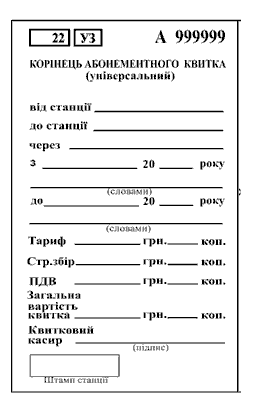 22 УЗ А 999999
КОРІНЕЦЬ АБОНЕМЕНТНОГО КВИТКА
(універсальний)
від станції
до станції
через
з 20 року
(словами)
до 20 року
(словами)
Тариф грн. коп.
Стр.збір грн. коп.
ПДВ грн. коп.
Загальна
вартість
квитка грн. коп.
Квитковий
касир
(підпис)
Штамп станції